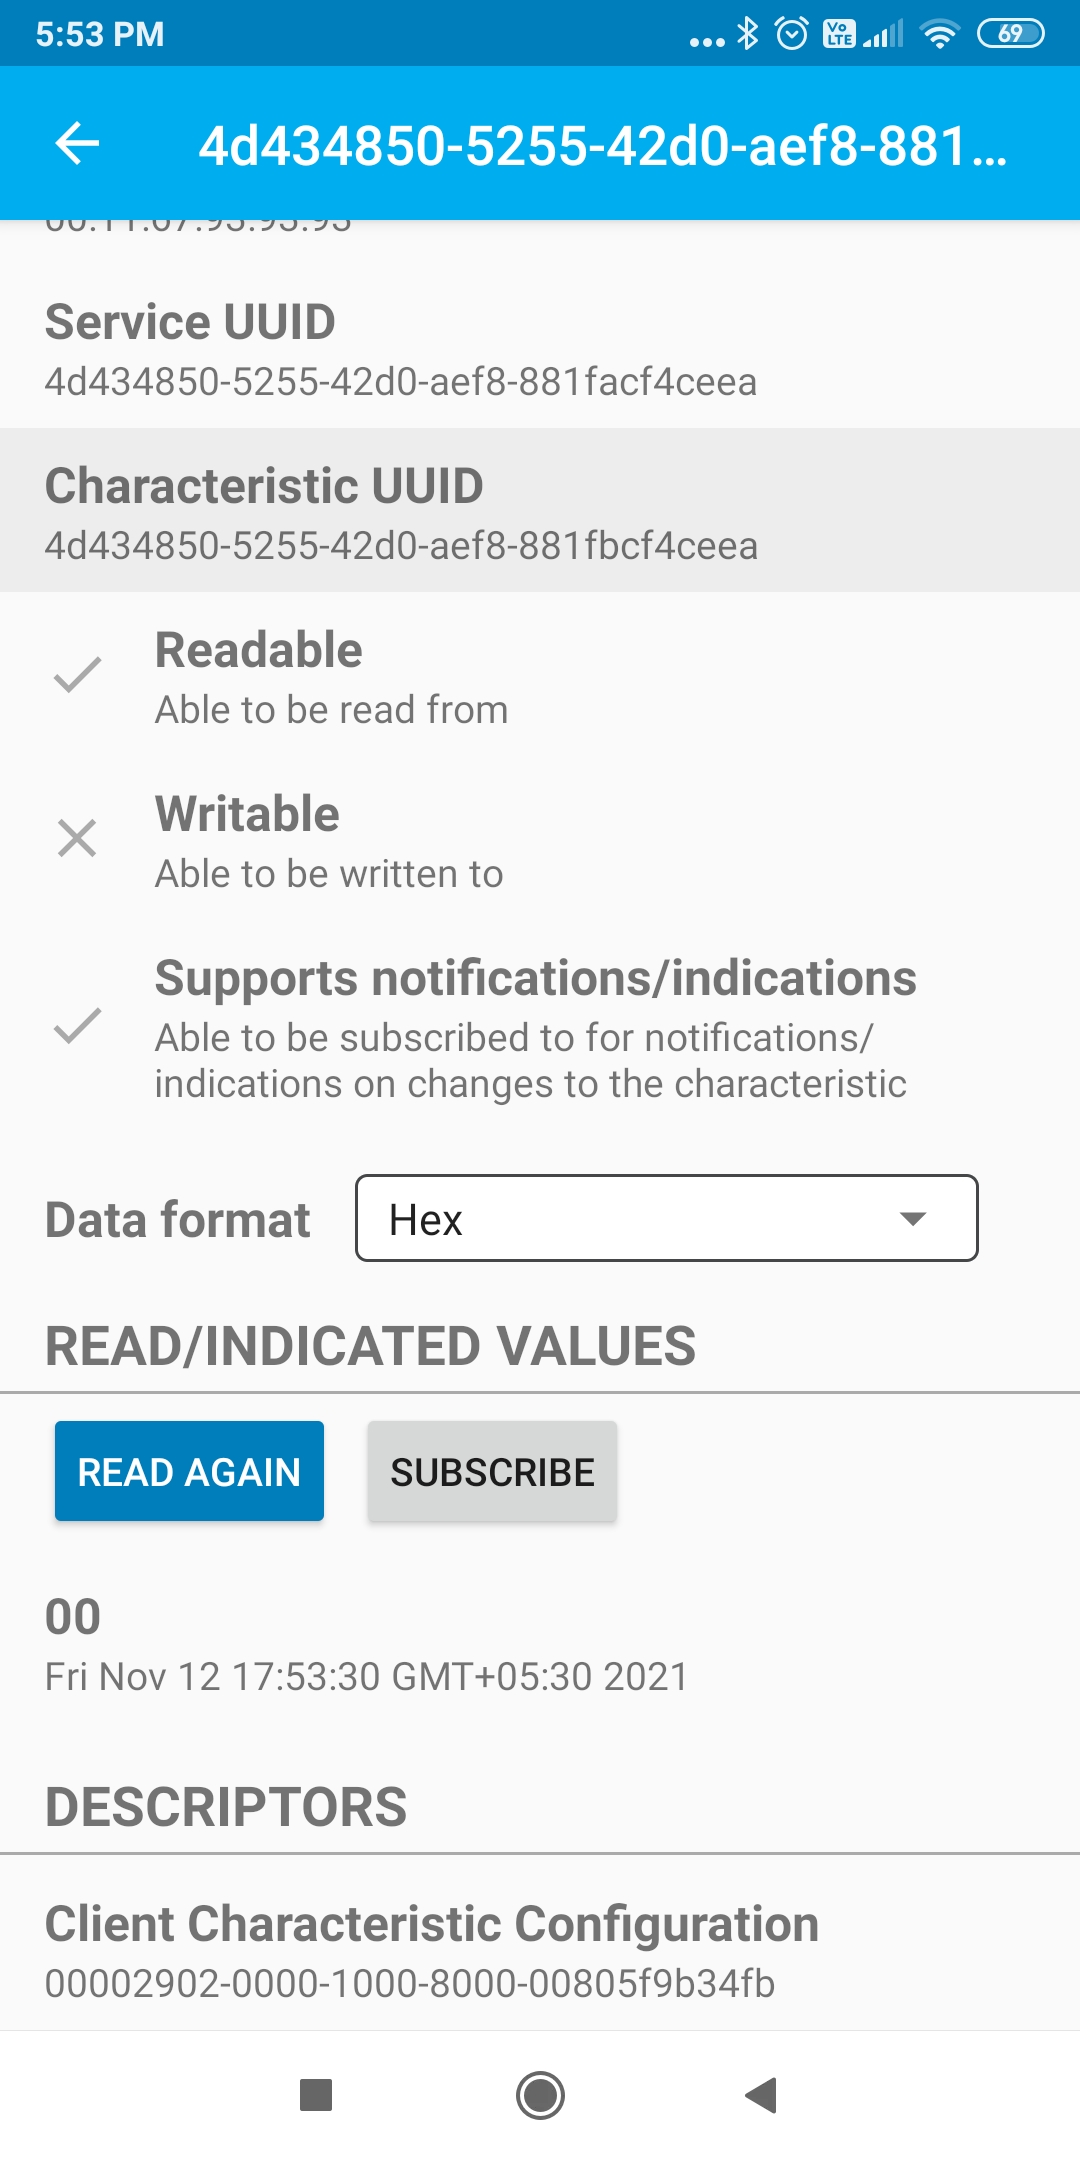 5:53 PM
Vo LTE
69
4d434850-5255-42d0-aef8-881...
Service UUID
4d434850-5255-42d0-aef8-881facf4ceea
Characteristic UUID
4d434850-5255-42d0-aef8-881fbcf4ceea
Readable
Able to be read from
Writable
Able to be written to
Supports notifications/indications
Able to be subscribed to for notifications/
indications on changes to the characteristic
Data format
Hex
READ/INDICATED VALUES
READ AGAIN
SUBSCRIBE
00
Fri Nov 12 17:53:30 GMT+05:30 2021
DESCRIPTORS
Client Characteristic Configuration
00002902-0000-1000-8000-00805f9b34fb